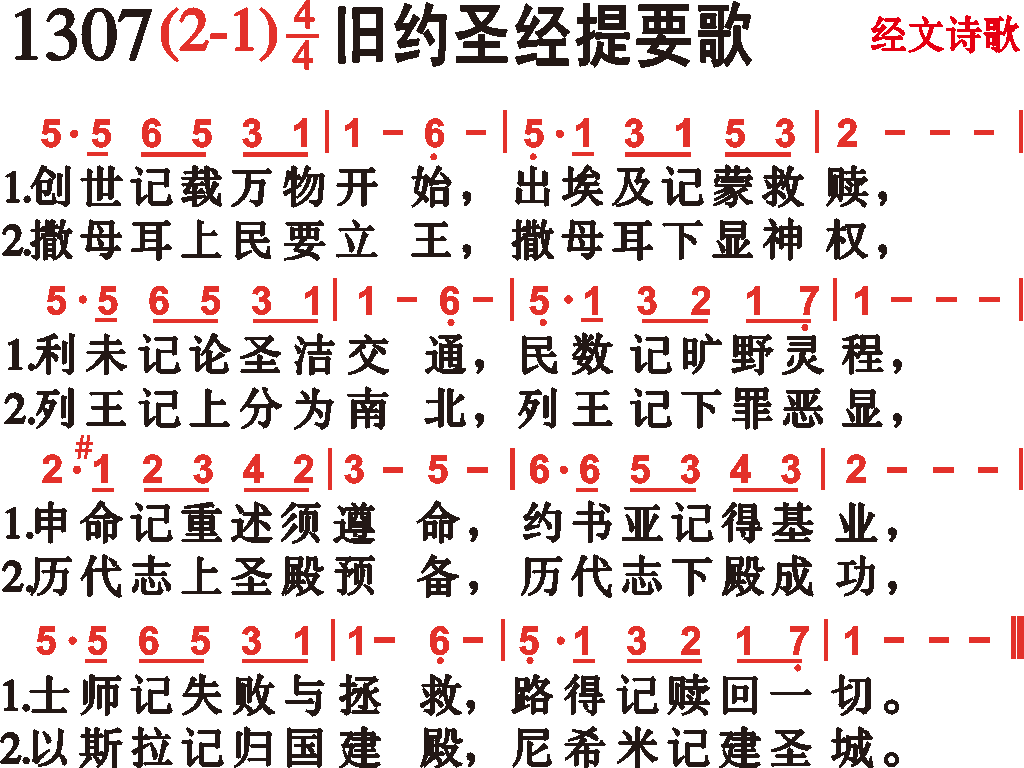 1307(2-1) 4/4 旧约圣经提要歌 经文诗歌
5·5 6 5 3 1 | 1 - 6̣ - | 5̣·1 3 1 5 3 | 2 - - - |
1.创世记载万物开始，出埃及记蒙救赎，
2.撒母耳上民要立王，撒母耳下显神权，
5·5 6 5 3 1 | 1 - 6̣ - | 5̣·1 3 2 1 7̣ | 1 - - - |
1.利未记论圣洁交通，民数记旷野灵程，
2.列王记上分为南北，列王记下罪恶显，
2·#1 2 3 4 2 | 3 - 5 - | 6·6 5 3 4 3 | 2 - - - |
1.申命记重述须遵命，约书亚记得基业，
2.历代志上圣殿预备，历代志下殿成功，
5·5 6 5 3 1 | 1 - 6̣ - | 5̣·1 3 2 1 7̣ | 1 - - - ‖
1.士师记失败与拯救，路得记赎回一切。
2.以斯拉记归国建殿，尼希米记建圣城。